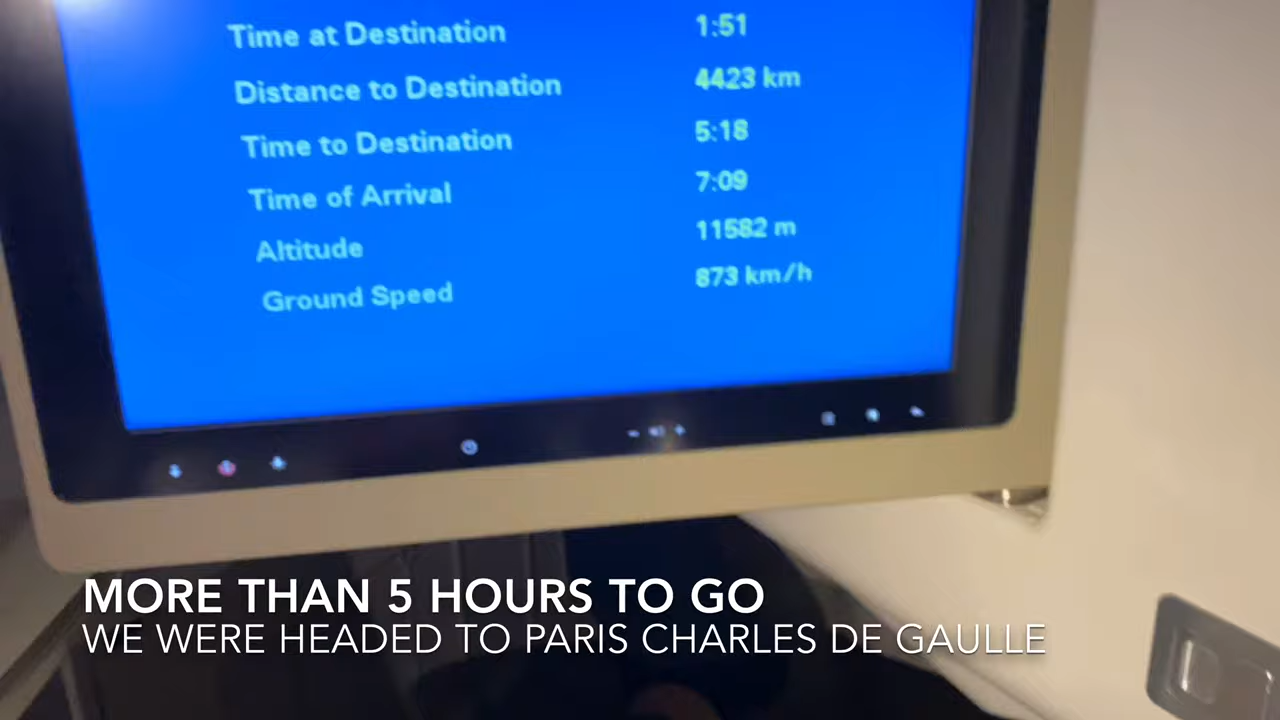 Time at Destination 1:51
Distance to Destination 4423 km
Time to Destination 5:18
Time of Arrival 7:09
Altitude 11582 m
Ground Speed 873 km/h
MORE THAN 5 HOURS TO GO
WE WERE HEADED TO PARIS CHARLES DE GAULLE